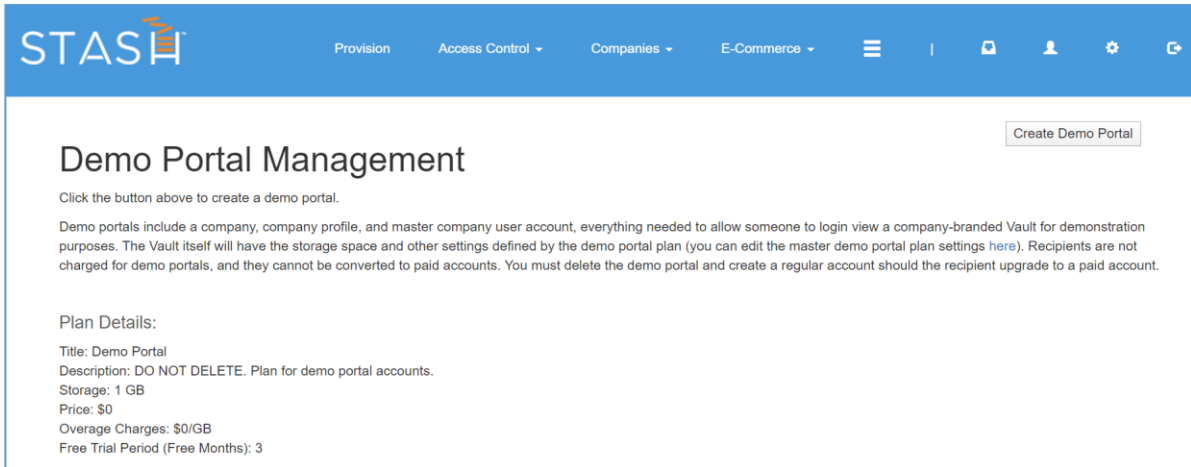 STASH™
Provision Access Control Companies E-Commerce |
Create Demo Portal
Demo Portal Management
Click the button above to create a demo portal.
Demo portals include a company, company profile, and master company user account, everything needed to allow someone to login view a company-branded Vault for demonstration
purposes. The Vault itself will have the storage space and other settings defined by the demo portal plan (you can edit the master demo portal plan settings here). Recipients are not
charged for demo portals, and they cannot be converted to paid accounts. You must delete the demo portal and create a regular account should the recipient upgrade to a paid account.
Plan Details:
Title: Demo Portal
Description: DO NOT DELETE. Plan for demo portal accounts.
Storage: 1 GB
Price: $0
Overage Charges: $0/GB
Free Trial Period (Free Months): 3